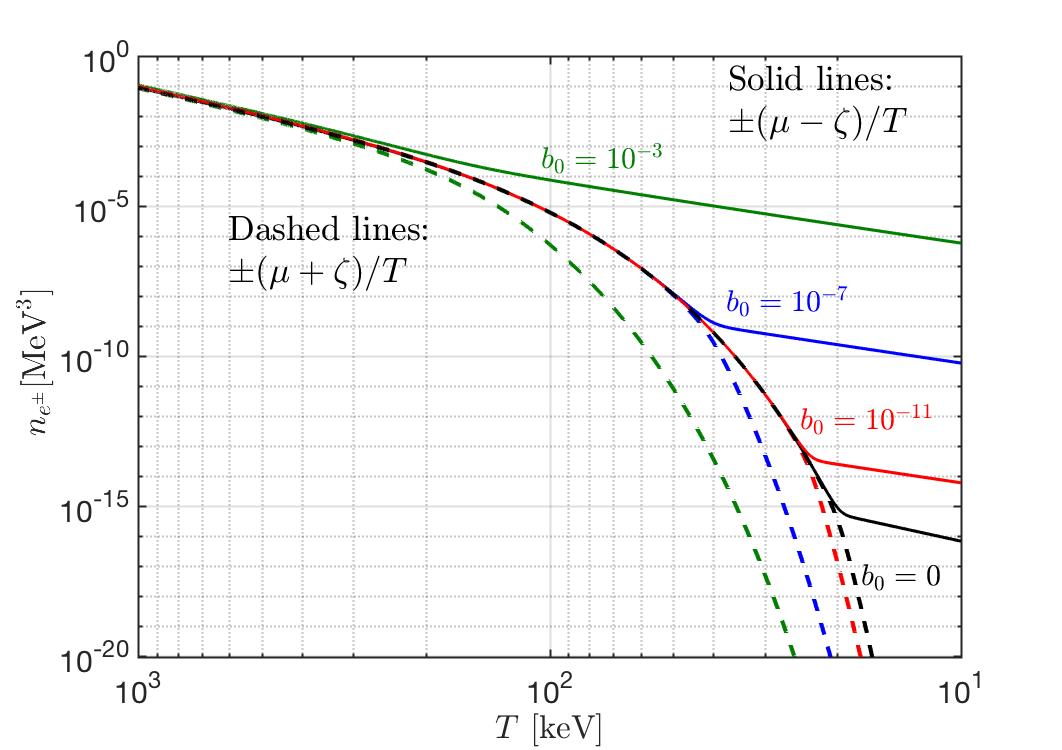 10⁰
10⁻⁵
10⁻¹⁰
10⁻¹⁵
10⁻²⁰
nₑ± [MeV³]
Solid lines:
±(μ − ζ)/T
b₀ = 10⁻³
Dashed lines:
±(μ + ζ)/T
b₀ = 10⁻⁷
b₀ = 10⁻¹¹
b₀ = 0
10³
10²
10¹
T [keV]